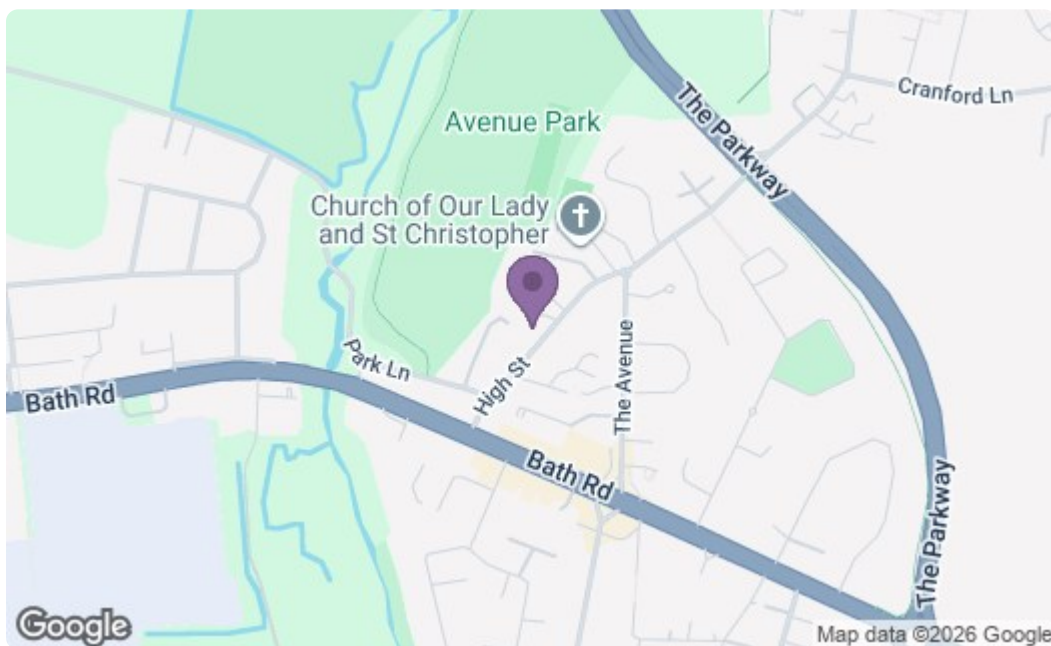 The Parkway
Cranford Ln
Avenue Park
Church of Our Lady
and St Christopher
Park Ln
High St
The Avenue
Bath Rd
Bath Rd
The Parkway
Google
Map data ©2026 Google